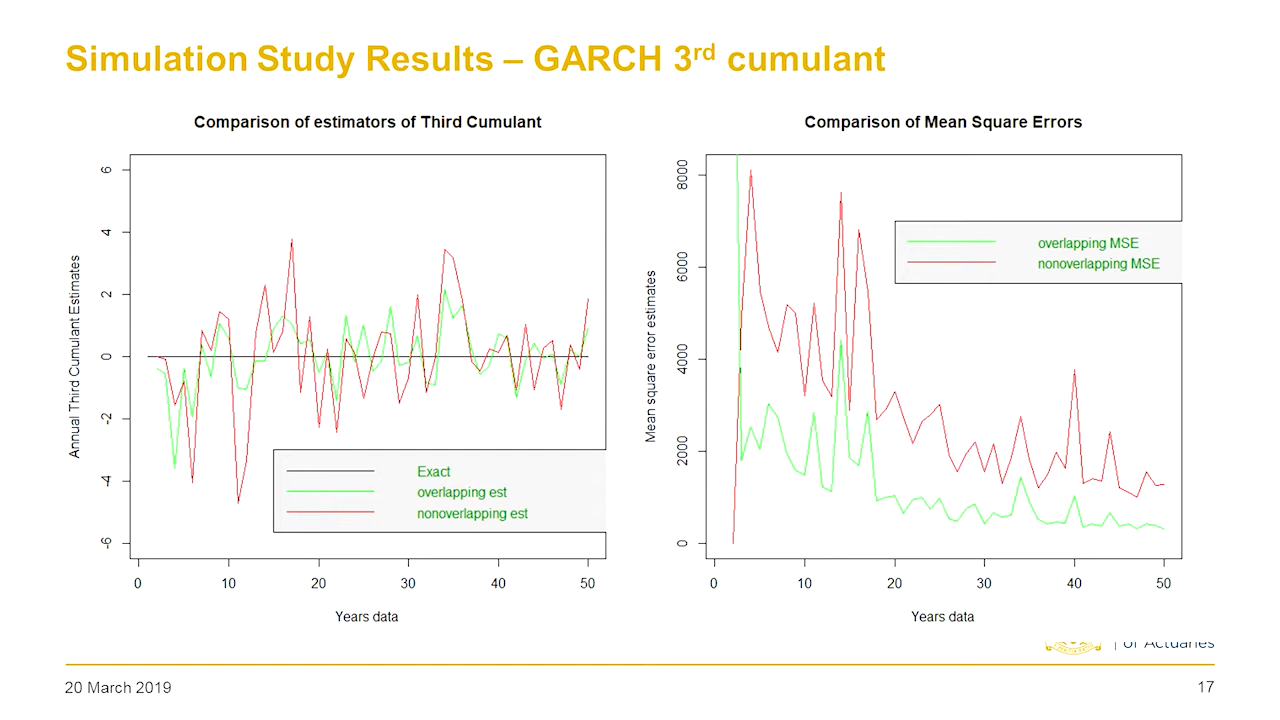 Simulation Study Results – GARCH 3rd cumulant
Comparison of estimators of Third Cumulant
Annual Third Cumulant Estimates
6
4
2
0
-2
-4
-6
Exact
overlapping est
nonoverlapping est
0 10 20 30 40 50
Years data
Comparison of Mean Square Errors
Mean square error estimates
8000
6000
4000
2000
0
overlapping MSE
nonoverlapping MSE
0 10 20 30 40 50
Years data
of Actuaries
20 March 2019
17